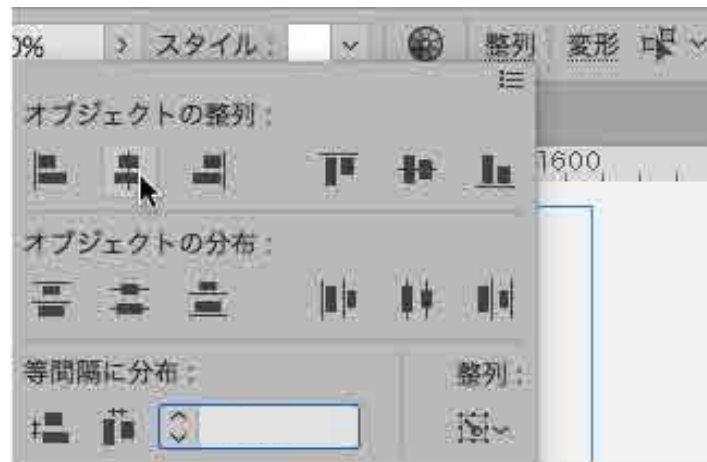 0% スタイル： 整列 変形
オブジェクトの整列：
1600
オブジェクトの分布：
等間隔に分布： 整列：